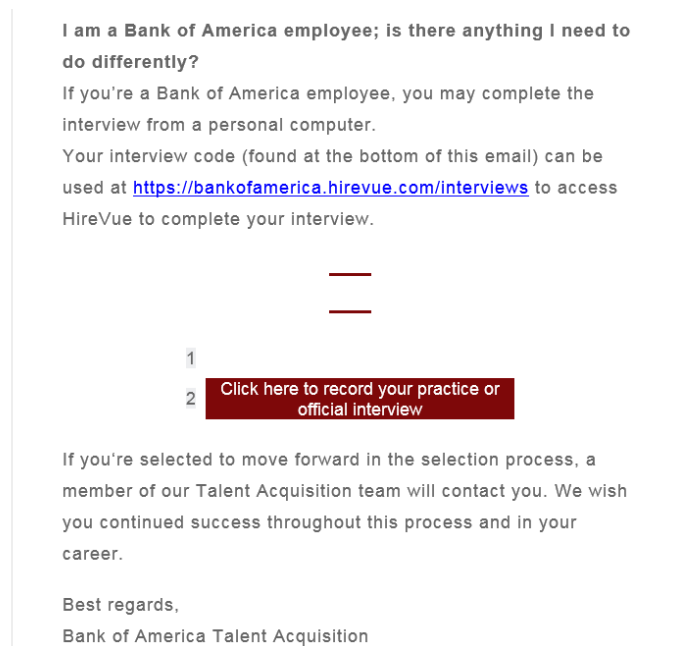 I am a Bank of America employee; is there anything I need to
do differently?
If you're a Bank of America employee, you may complete the
interview from a personal computer.
Your interview code (found at the bottom of this email) can be
used at https://bankofamerica.hirevue.com/interviews to access
HireVue to complete your interview.
1
2 Click here to record your practice or
official interview
If you're selected to move forward in the selection process, a
member of our Talent Acquisition team will contact you. We wish
you continued success throughout this process and in your
career.
Best regards,
Bank of America Talent Acquisition